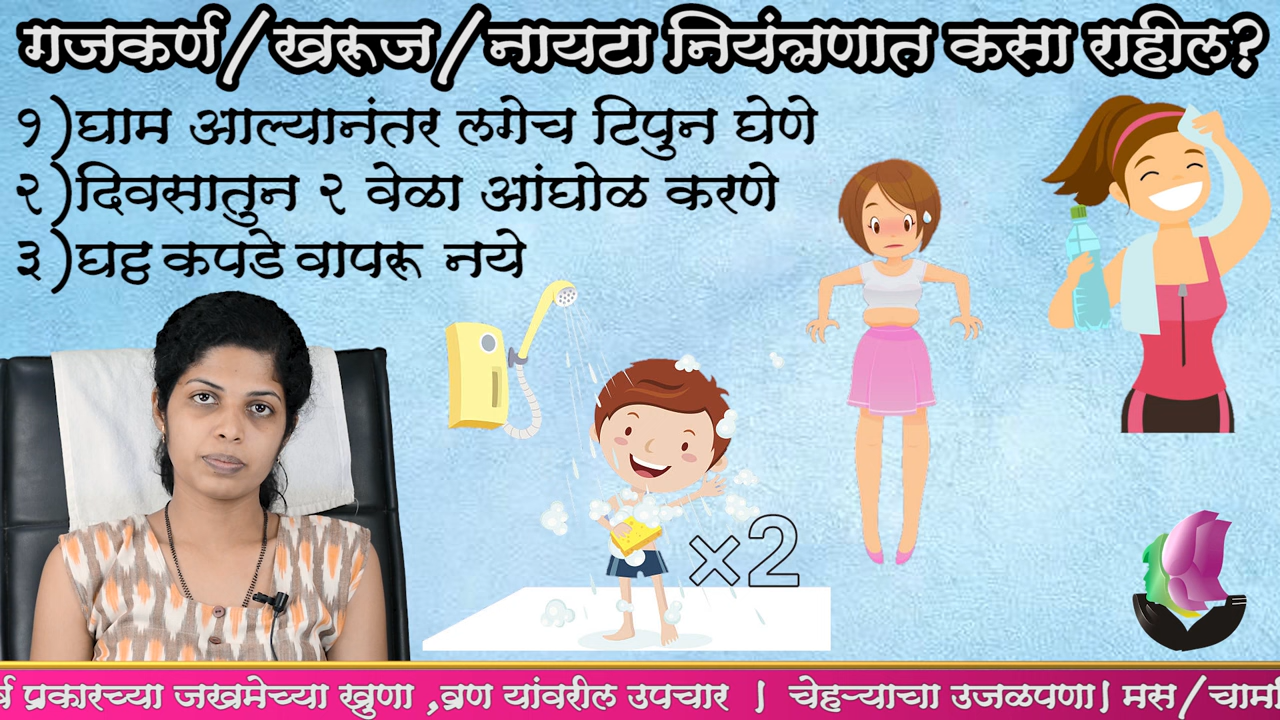 गजकर्ण/खरूज/नायटा नियंत्रणात कसा राहील?
१)घाम आल्यानंतर लगेच टिपुन घेणे
२)दिवसातुन २ वेळा आंघोळ करणे
३)घट्ट कपडे वापरू नये
×2
प्रकारच्या जखमेच्या खुणा ,व्रण यांवरील उपचार | चेहऱ्याचा उजळपणा| मस/